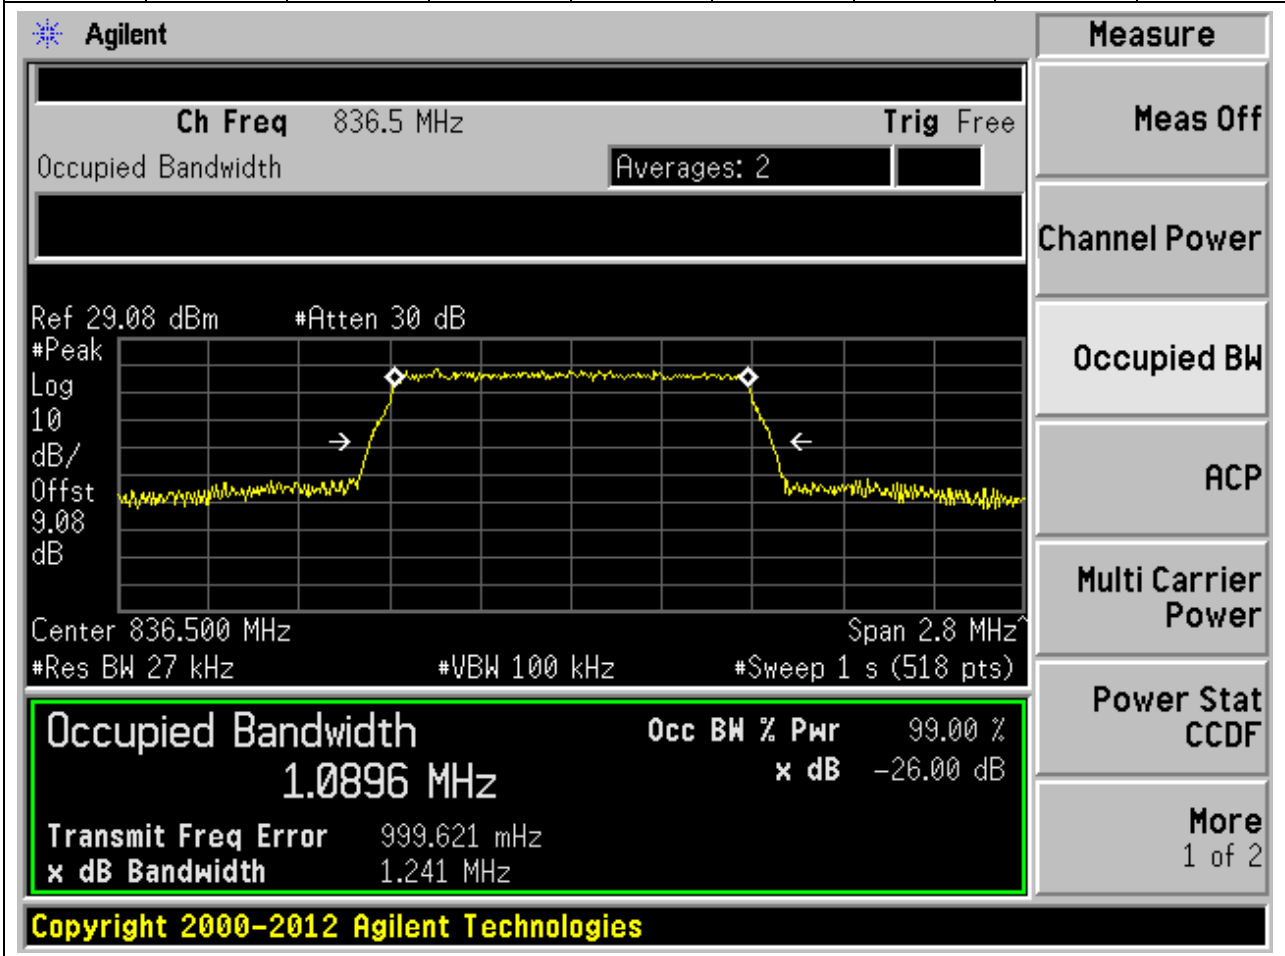 Agilent
Measure
Ch Freq 836.5 MHz Trig Free
Meas Off
Occupied Bandwidth Averages: 2
Channel Power
Ref 29.08 dBm #Atten 30 dB
#Peak
Log
10
dB/
Offst
9.08
dB
Occupied BW
ACP
Center 836.500 MHz Span 2.8 MHz^
#Res BW 27 kHz #VBW 100 kHz #Sweep 1 s (518 pts)
Multi Carrier
Power
Occupied Bandwidth Occ BW % Pwr 99.00 %
1.0896 MHz x dB -26.00 dB
Transmit Freq Error 999.621 mHz
x dB Bandwidth 1.241 MHz
Power Stat
CCDF
More
1 of 2
Copyright 2000-2012 Agilent Technologies